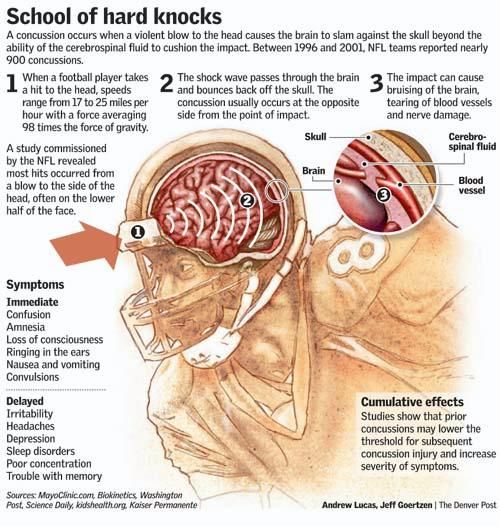 School of hard knocks
A concussion occurs when a violent blow to the head causes the brain to slam against the skull beyond the
ability of the cerebrospinal fluid to cushion the impact. Between 1996 and 2001, NFL teams reported nearly
900 concussions.
1 When a football player takes
a hit to the head, speeds
range from 17 to 25 miles per
hour with a force averaging
98 times the force of gravity.
A study commissioned
by the NFL revealed
most hits occurred from
a blow to the side of the
head, often on the lower
half of the face.
2 The shock wave passes through the brain
and bounces back off the skull. The
concussion usually occurs at the opposite
side from the point of impact.
3 The impact can cause
bruising of the brain,
tearing of blood vessels
and nerve damage.
Skull
Cerebro-
spinal fluid
Brain
Blood
vessel
3
2
1
8
Symptoms
Immediate
Confusion
Amnesia
Loss of consciousness
Ringing in the ears
Nausea and vomiting
Convulsions
Delayed
Irritability
Headaches
Depression
Sleep disorders
Poor concentration
Trouble with memory
Cumulative effects
Studies show that prior
concussions may lower the
threshold for subsequent
concussion injury and increase
severity of symptoms.
Sources: MayoClinic.com, Biokinetics, Washington
Post, Science Daily, kidshealth.org, Kaiser Permanente
Andrew Lucas, Jeff Goertzen | The Denver Post